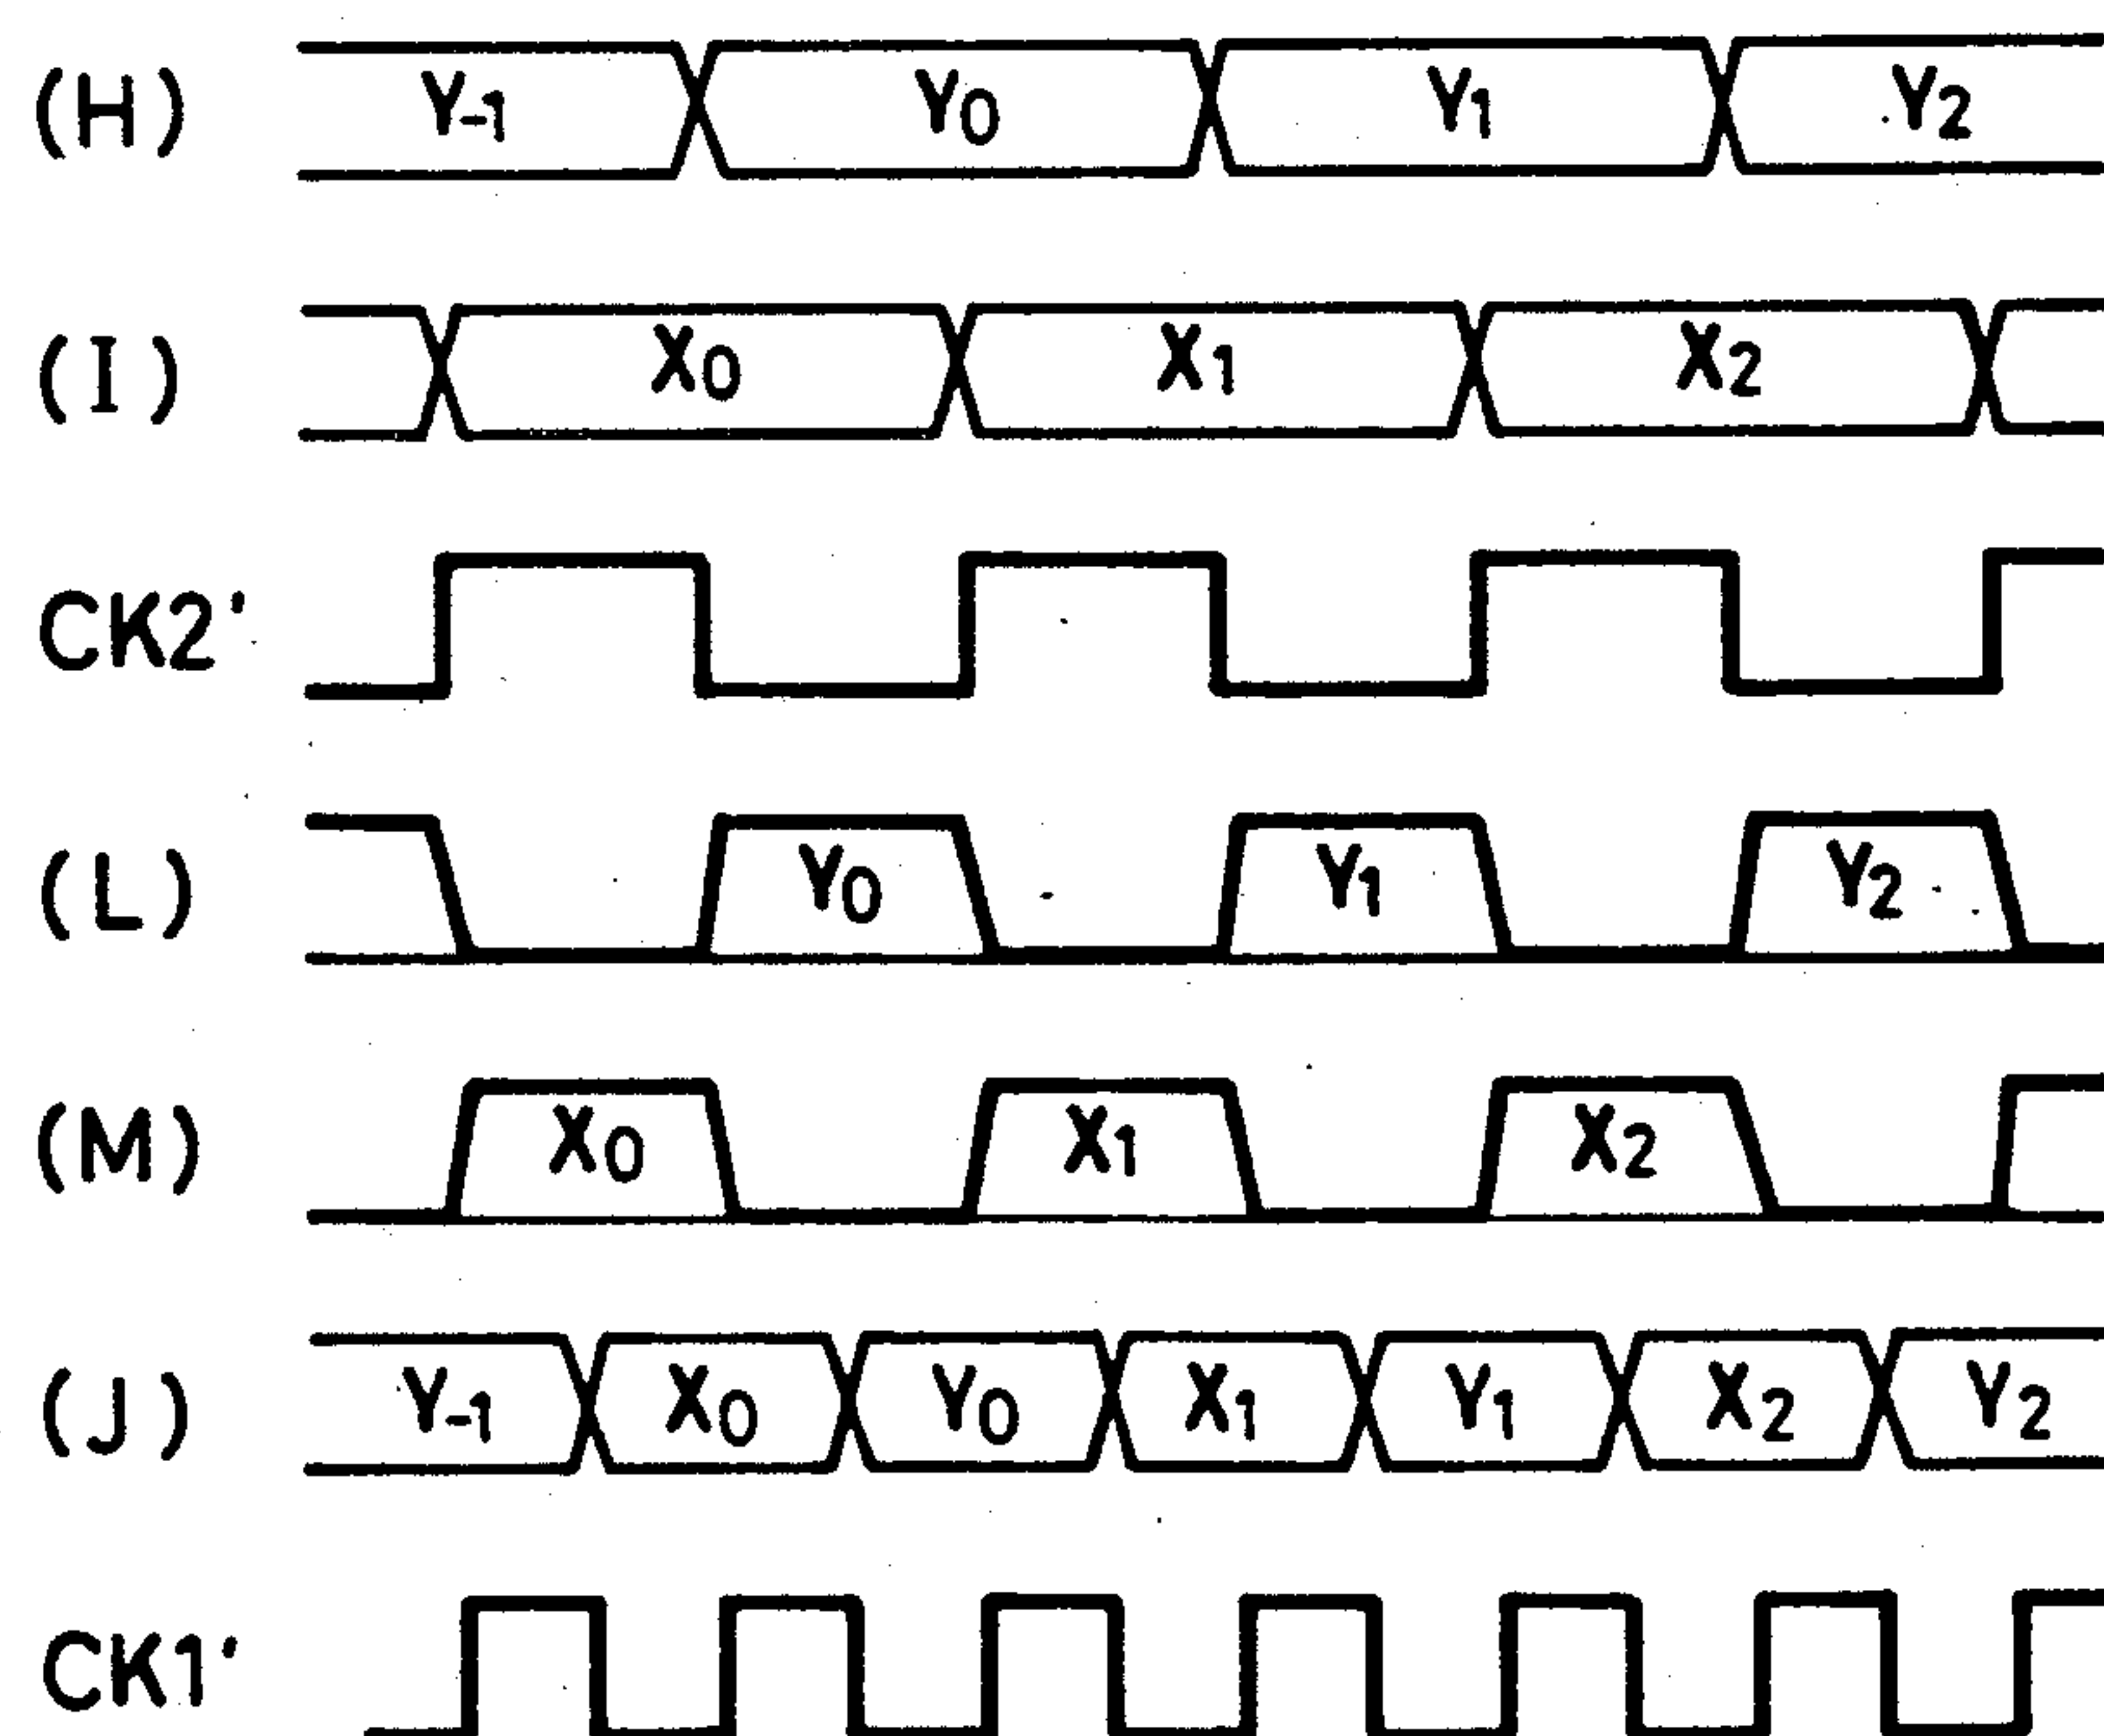 (H) Y-1 Y0 Y1 Y2
(I) X0 X1 X2
CK2'
(L) Y0 Y1 Y2
(M) X0 X1 X2
(J) Y-1 X0 Y0 X1 Y1 X2 Y2
CK1'